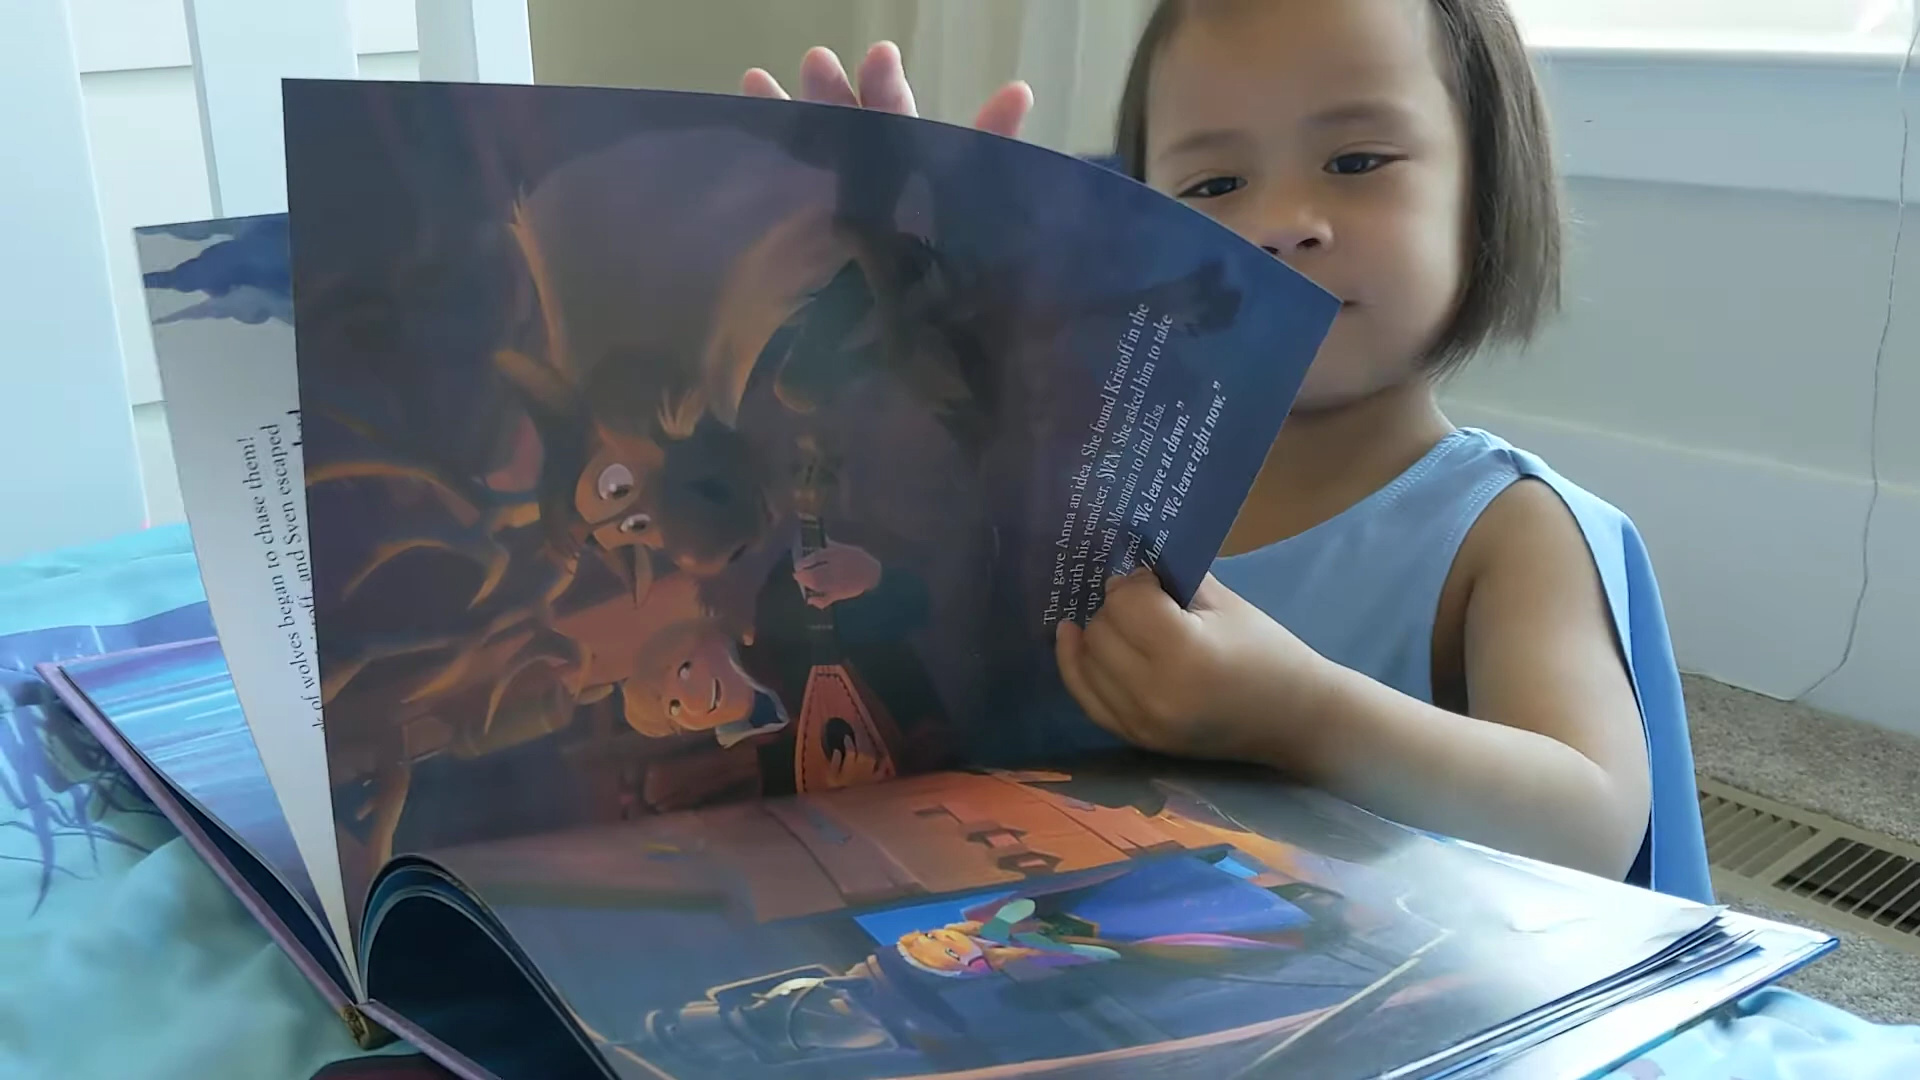 That gave Anna an idea. She found Kristoff in the
ble with his reindeer, SVEN. She asked him to take
r up the North Mountain to find Elsa.
agreed. "We leave at dawn."
Anna. "We leave right now."
of wolves began to chase them!
and Sven escaped